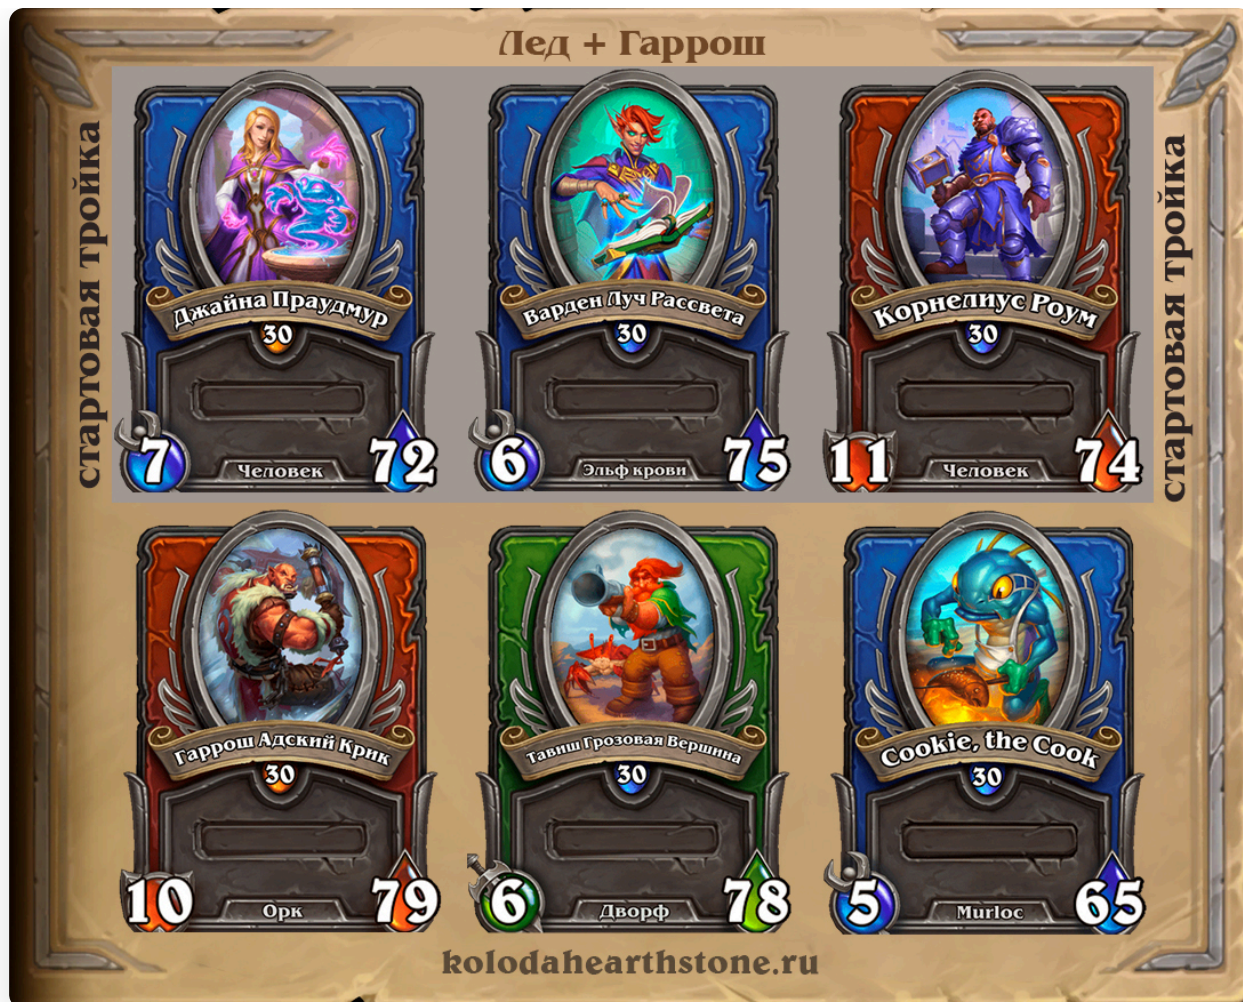 Лед + Гаррош
стартовая тройка
стартовая тройка
Джайна Праудмур
30
7
Человек
72
Варден Луч Рассвета
30
6
Эльф крови
75
Корнелиус Роум
30
11
Человек
74
Гаррош Адский Крик
30
10
Орк
79
Тавиш Грозовая Вершина
30
6
Дворф
78
Cookie, the Cook
30
5
Murloc
65
kolodahearthstone.ru